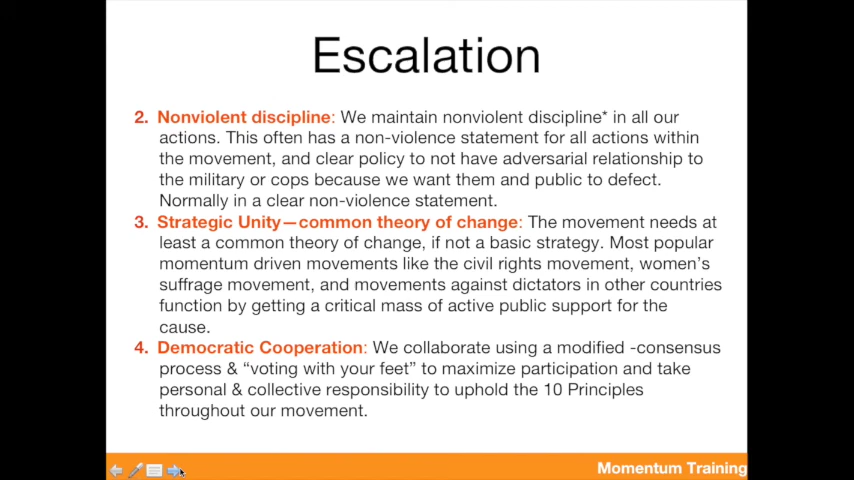 Escalation
2. Nonviolent discipline: We maintain nonviolent discipline* in all our
actions. This often has a non-violence statement for all actions within
the movement, and clear policy to not have adversarial relationship to
the military or cops because we want them and public to defect.
Normally in a clear non-violence statement.
3. Strategic Unity—common theory of change: The movement needs at
least a common theory of change, if not a basic strategy. Most popular
momentum driven movements like the civil rights movement, women's
suffrage movement, and movements against dictators in other countries
function by getting a critical mass of active public support for the
cause.
4. Democratic Cooperation: We collaborate using a modified -consensus
process & "voting with your feet" to maximize participation and take
personal & collective responsibility to uphold the 10 Principles
throughout our movement.
Momentum Training